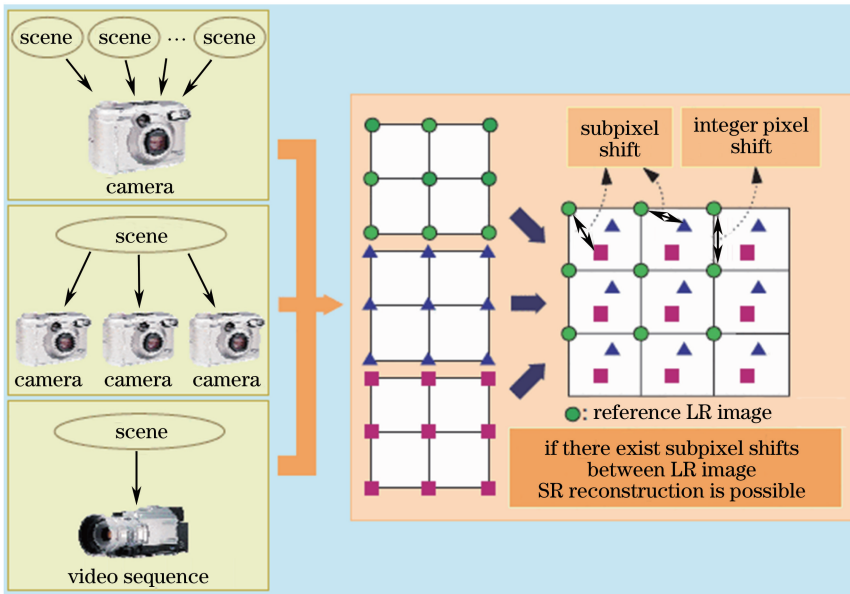 scene
scene
...
scene
camera
scene
camera
camera
camera
scene
video sequence
subpixel
shift
integer pixel
shift
: reference LR image
if there exist subpixel shifts
between LR image
SR reconstruction is possible